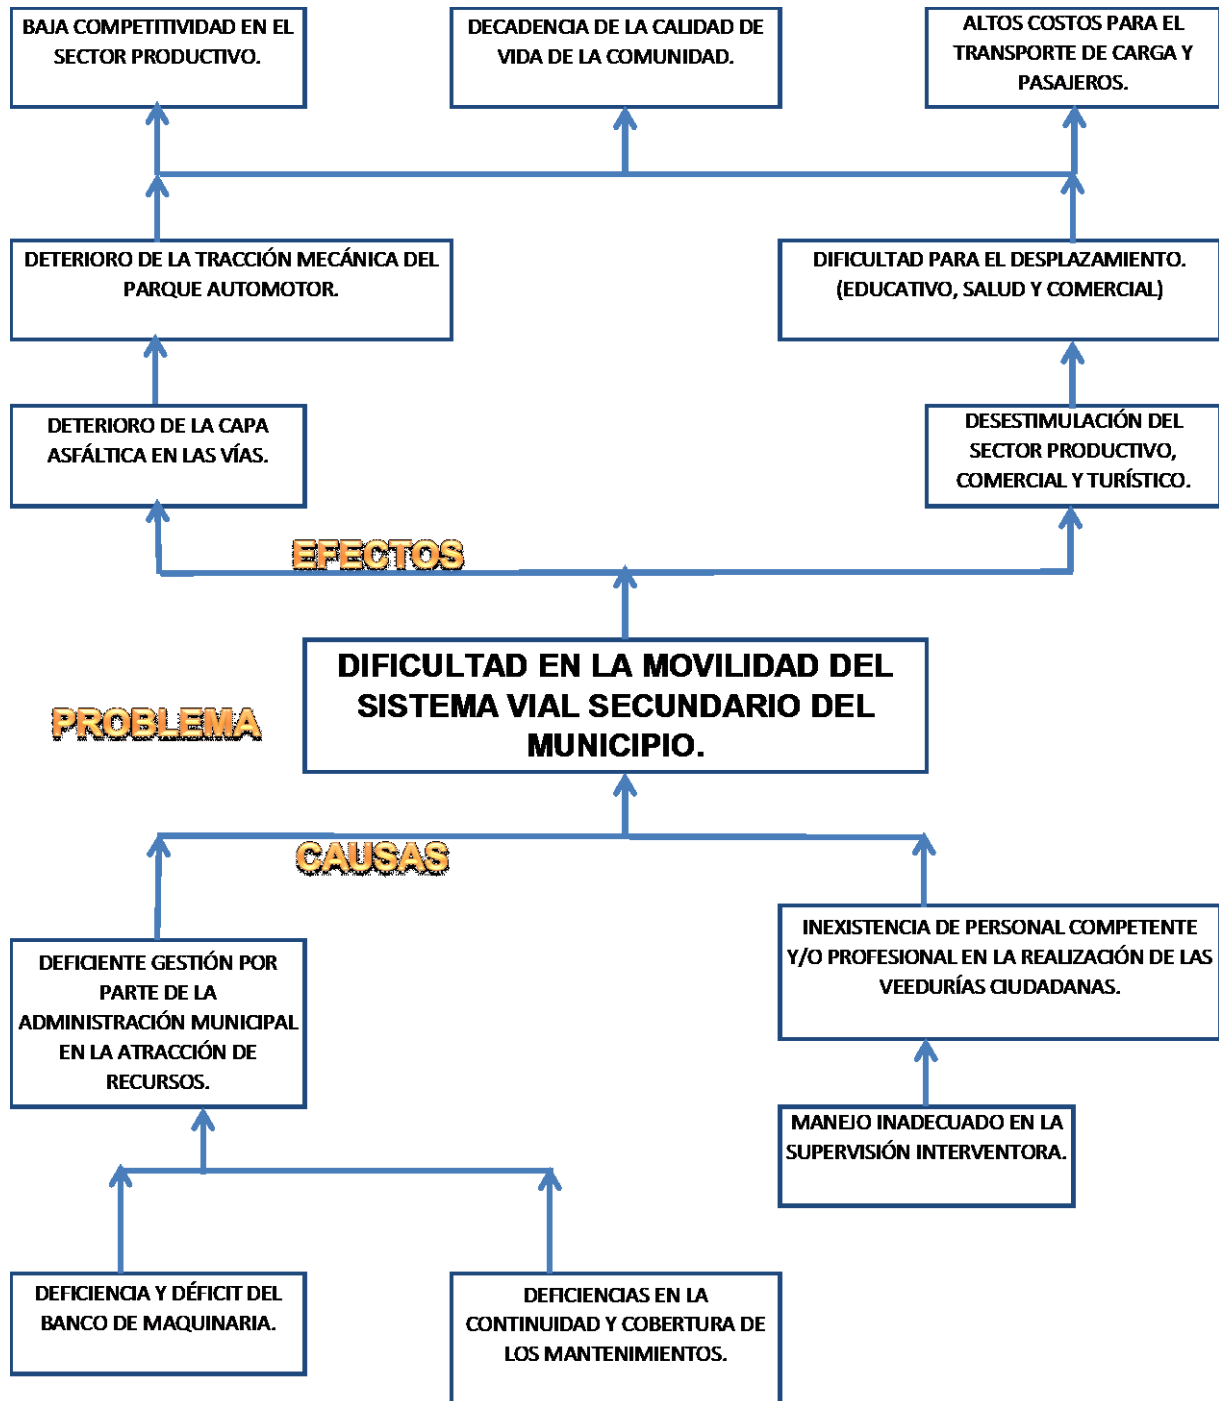 BAJA COMPETITIVIDAD EN EL
SECTOR PRODUCTIVO.
DECADENCIA DE LA CALIDAD DE
VIDA DE LA COMUNIDAD.
ALTOS COSTOS PARA EL
TRANSPORTE DE CARGA Y
PASAJEROS.
DETERIORO DE LA TRACCIÓN MECÁNICA DEL
PARQUE AUTOMOTOR.
DIFICULTAD PARA EL DESPLAZAMIENTO.
(EDUCATIVO, SALUD Y COMERCIAL)
DETERIORO DE LA CAPA
ASFÁLTICA EN LAS VÍAS.
DESESTIMULACIÓN DEL
SECTOR PRODUCTIVO,
COMERCIAL Y TURÍSTICO.
EFECTOS
DIFICULTAD EN LA MOVILIDAD DEL
SISTEMA VIAL SECUNDARIO DEL
MUNICIPIO.
PROBLEMA
CAUSAS
DEFICIENTE GESTIÓN POR
PARTE DE LA
ADMINISTRACIÓN MUNICIPAL
EN LA ATRACCIÓN DE
RECURSOS.
INEXISTENCIA DE PERSONAL COMPETENTE
Y/O PROFESIONAL EN LA REALIZACIÓN DE LAS
VEEDURÍAS CIUDADANAS.
MANEJO INADECUADO EN LA
SUPERVISIÓN INTERVENTORA.
DEFICIENCIA Y DÉFICIT DEL
BANCO DE MAQUINARIA.
DEFICIENCIAS EN LA
CONTINUIDAD Y COBERTURA DE
LOS MANTENIMIENTOS.